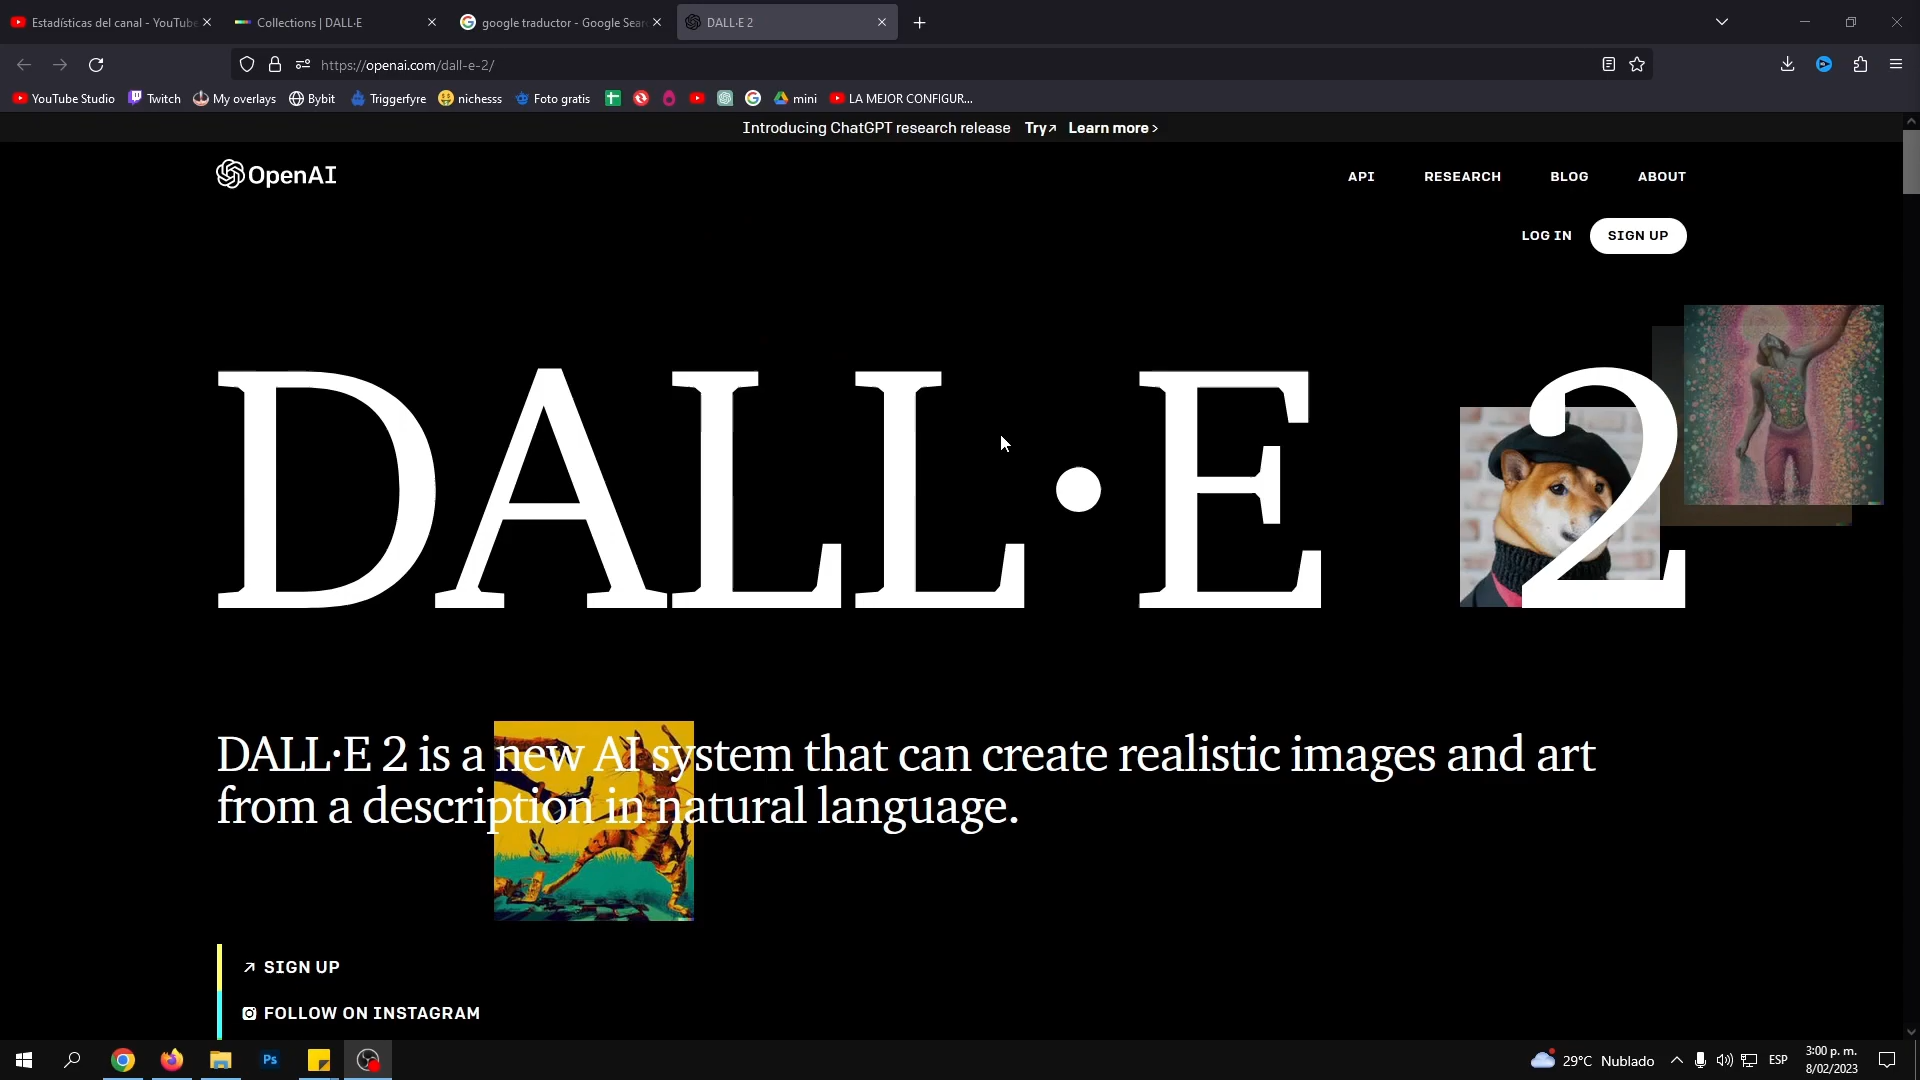 Estadísticas del canal - YouTube
Collections | DALL·E
google traductor - Google Sear
DALL·E 2
https://openai.com/dall-e-2/
YouTube Studio
Twitch
My overlays
Bybit
Triggerfyre
nichesss
Foto gratis
mini
LA MEJOR CONFIGUR...
Introducing ChatGPT research release Try↗ Learn more >
OpenAI
API RESEARCH BLOG ABOUT
LOG IN SIGN UP
DALL·E 2
DALL·E 2 is a new AI system that can create realistic images and art
from a description in natural language.
↗ SIGN UP
FOLLOW ON INSTAGRAM
Ps
29°C Nublado
ESP
3:00 p. m.
8/02/2023